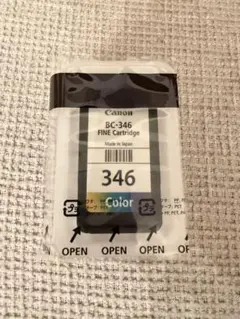 Canon
BC-346
FINE Cartridge
Made in Japan
346
Color
OPEN
OPEN
OPEN